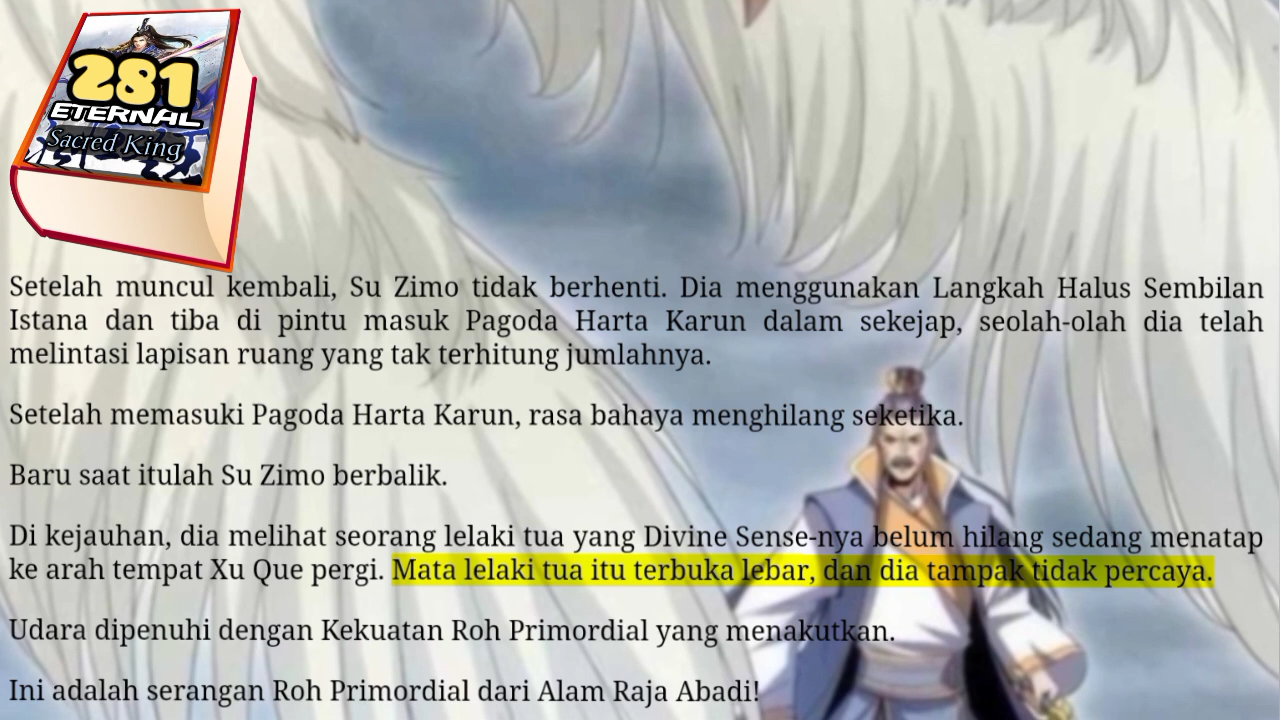 281
ETERNAL
Sacred King
Setelah muncul kembali, Su Zimo tidak berhenti. Dia menggunakan Langkah Halus Sembilan
Istana dan tiba di pintu masuk Pagoda Harta Karun dalam sekejap, seolah-olah dia telah
melintasi lapisan ruang yang tak terhitung jumlahnya.
Setelah memasuki Pagoda Harta Karun, rasa bahaya menghilang seketika.
Baru saat itulah Su Zimo berbalik.
Di kejauhan, dia melihat seorang lelaki tua yang Divine Sense-nya belum hilang sedang menatap
ke arah tempat Xu Que pergi. Mata lelaki tua itu terbuka lebar, dan dia tampak tidak percaya.
Udara dipenuhi dengan Kekuatan Roh Primordial yang menakutkan.
Ini adalah serangan Roh Primordial dari Alam Raja Abadi!